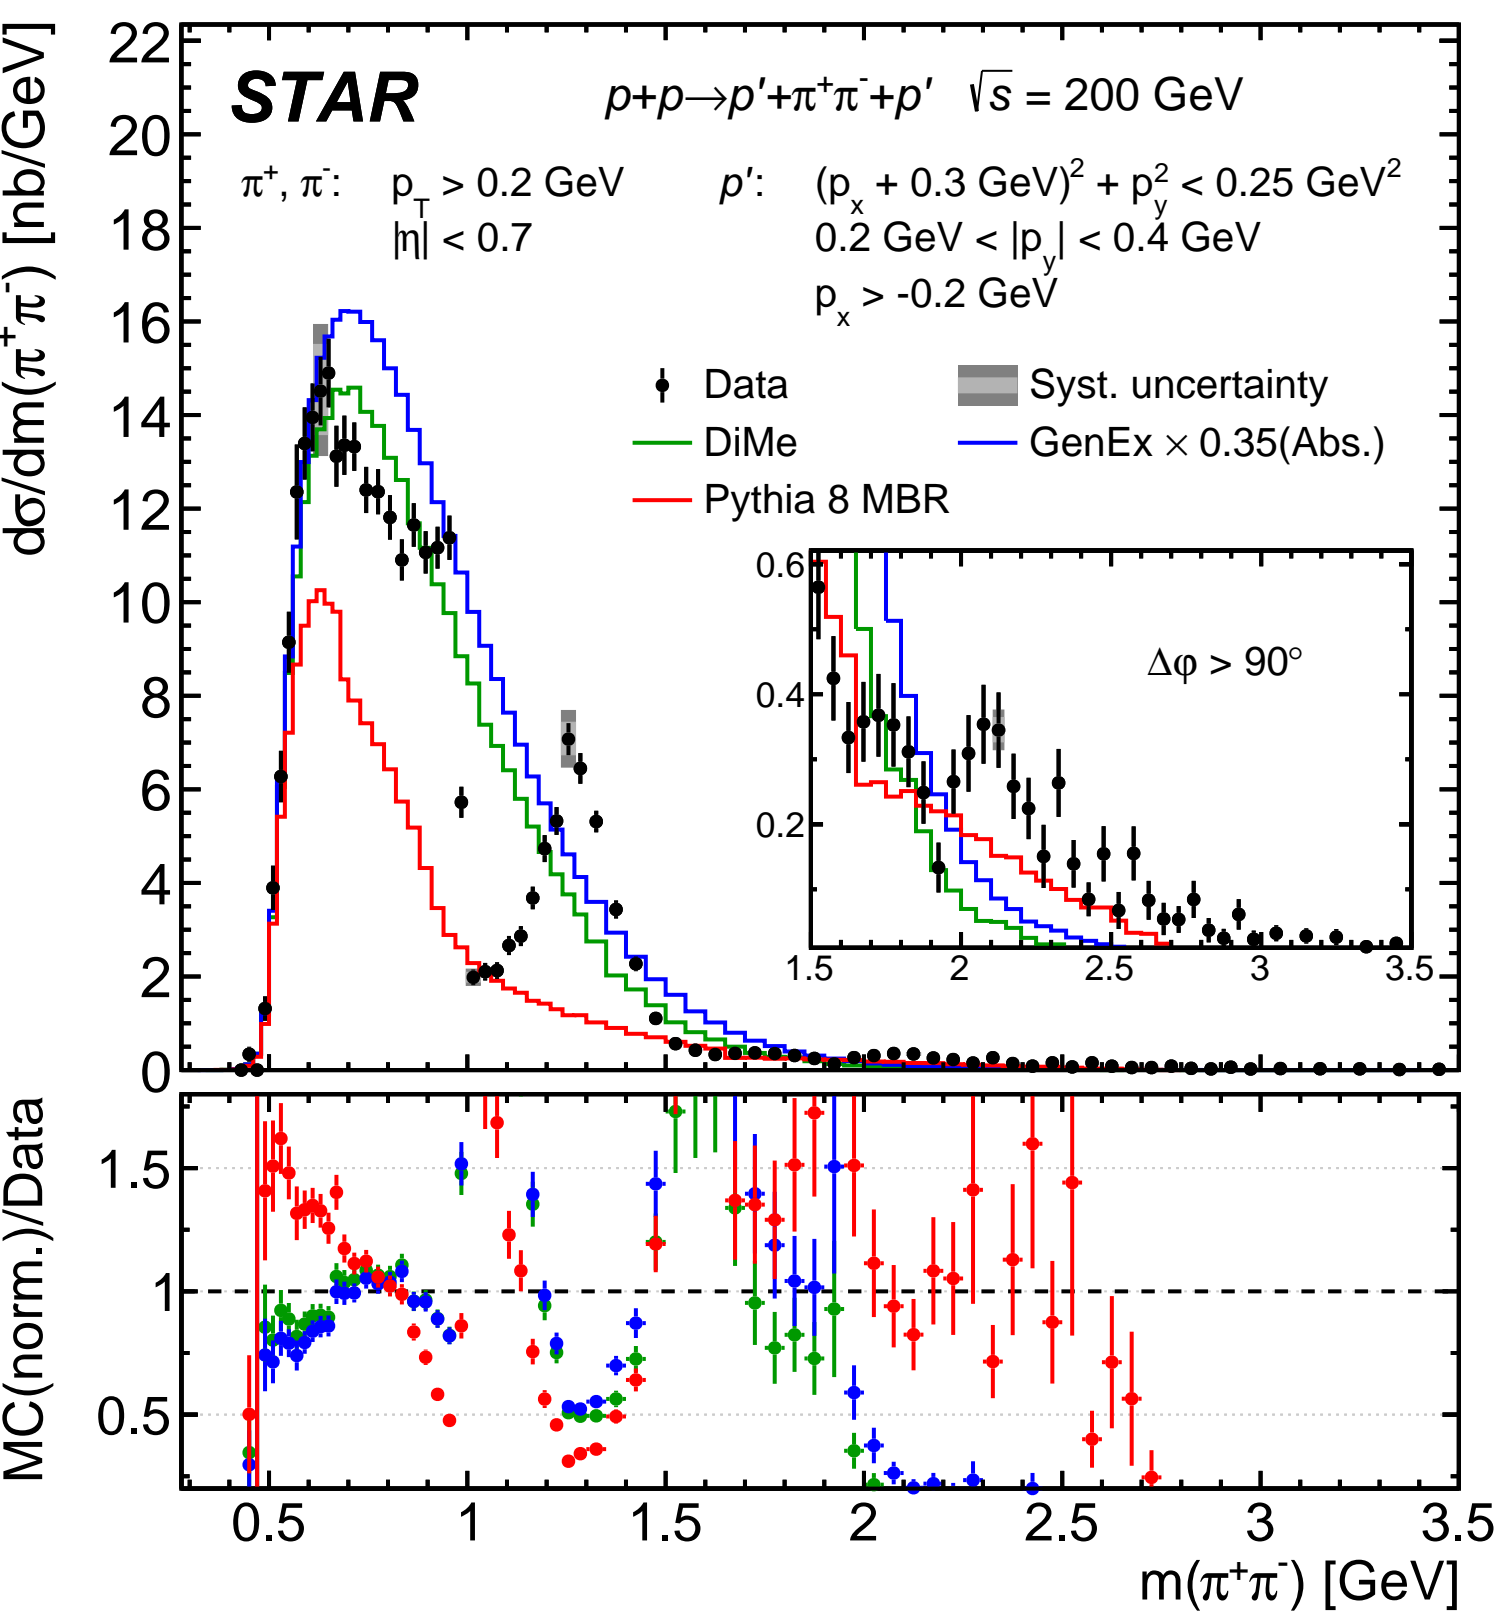 STAR
p+p→p′+π⁺π⁻+p′ √s = 200 GeV
π⁺, π⁻: p_T > 0.2 GeV
|η| < 0.7
p′: (p_x + 0.3 GeV)² + p_y² < 0.25 GeV²
0.2 GeV < |p_y| < 0.4 GeV
p_x > -0.2 GeV
Data
Syst. uncertainty
DiMe
GenEx × 0.35(Abs.)
Pythia 8 MBR
dσ/dm(π⁺π⁻) [nb/GeV]
22
20
18
16
14
12
10
8
6
4
2
0
Δφ > 90°
0.6
0.4
0.2
1.5 2 2.5 3 3.5
MC(norm.)/Data
1.5
1
0.5
0.5 1 1.5 2 2.5 3 3.5
m(π⁺π⁻) [GeV]